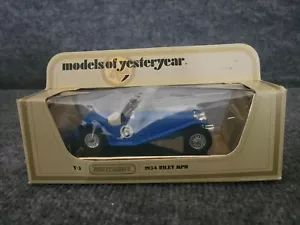 models of yesteryear
Y-3
MATCHBOX
1934 RILEY MPH
6